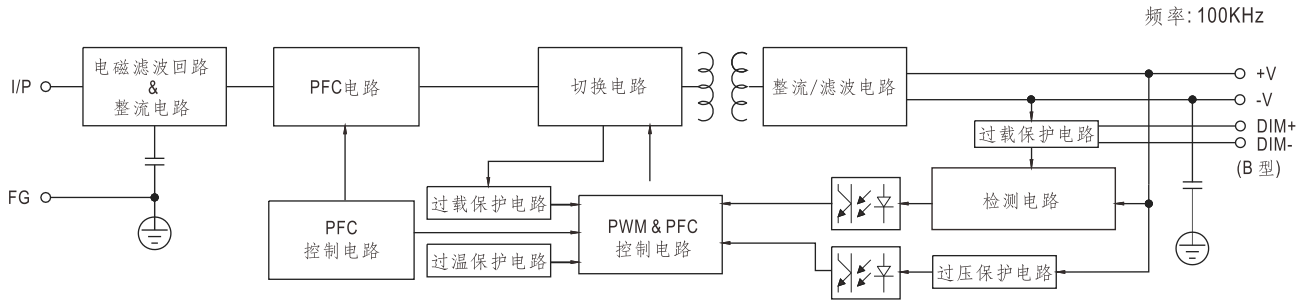 频率: 100KHz
I/P
电磁滤波回路
&
整流电路
PFC电路
切换电路
整流/滤波电路
+V
-V
过载保护电路
DIM+
DIM-
(B 型)
FG
过载保护电路
检测电路
PFC
控制电路
PWM & PFC
控制电路
过温保护电路
过压保护电路